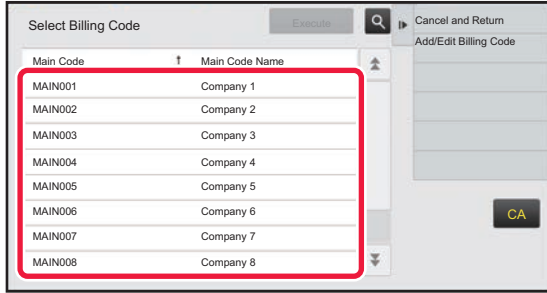 Select Billing Code
Execute
Cancel and Return
Add/Edit Billing Code
Main Code ↑ Main Code Name
MAIN001 Company 1
MAIN002 Company 2
MAIN003 Company 3
MAIN004 Company 4
MAIN005 Company 5
MAIN006 Company 6
MAIN007 Company 7
MAIN008 Company 8
CA